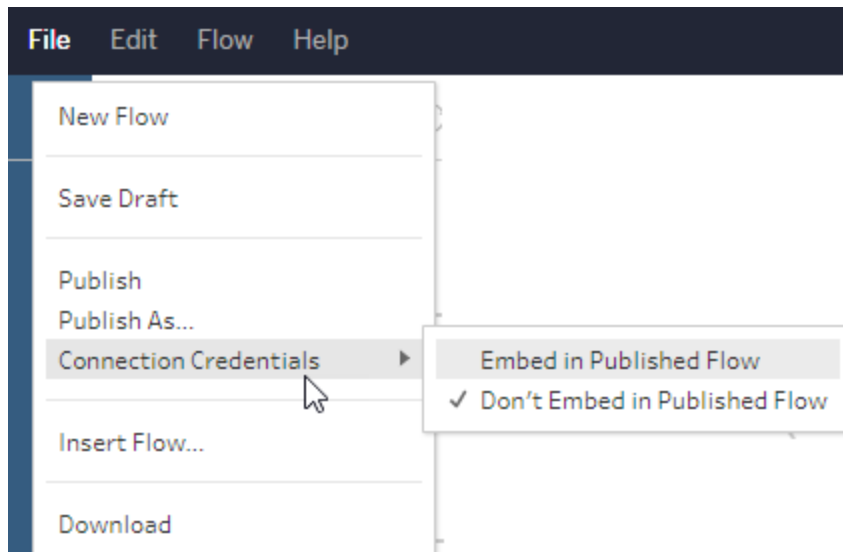 File Edit Flow Help
New Flow
Save Draft
Publish
Publish As...
Connection Credentials
Embed in Published Flow
Don't Embed in Published Flow
Insert Flow...
Download